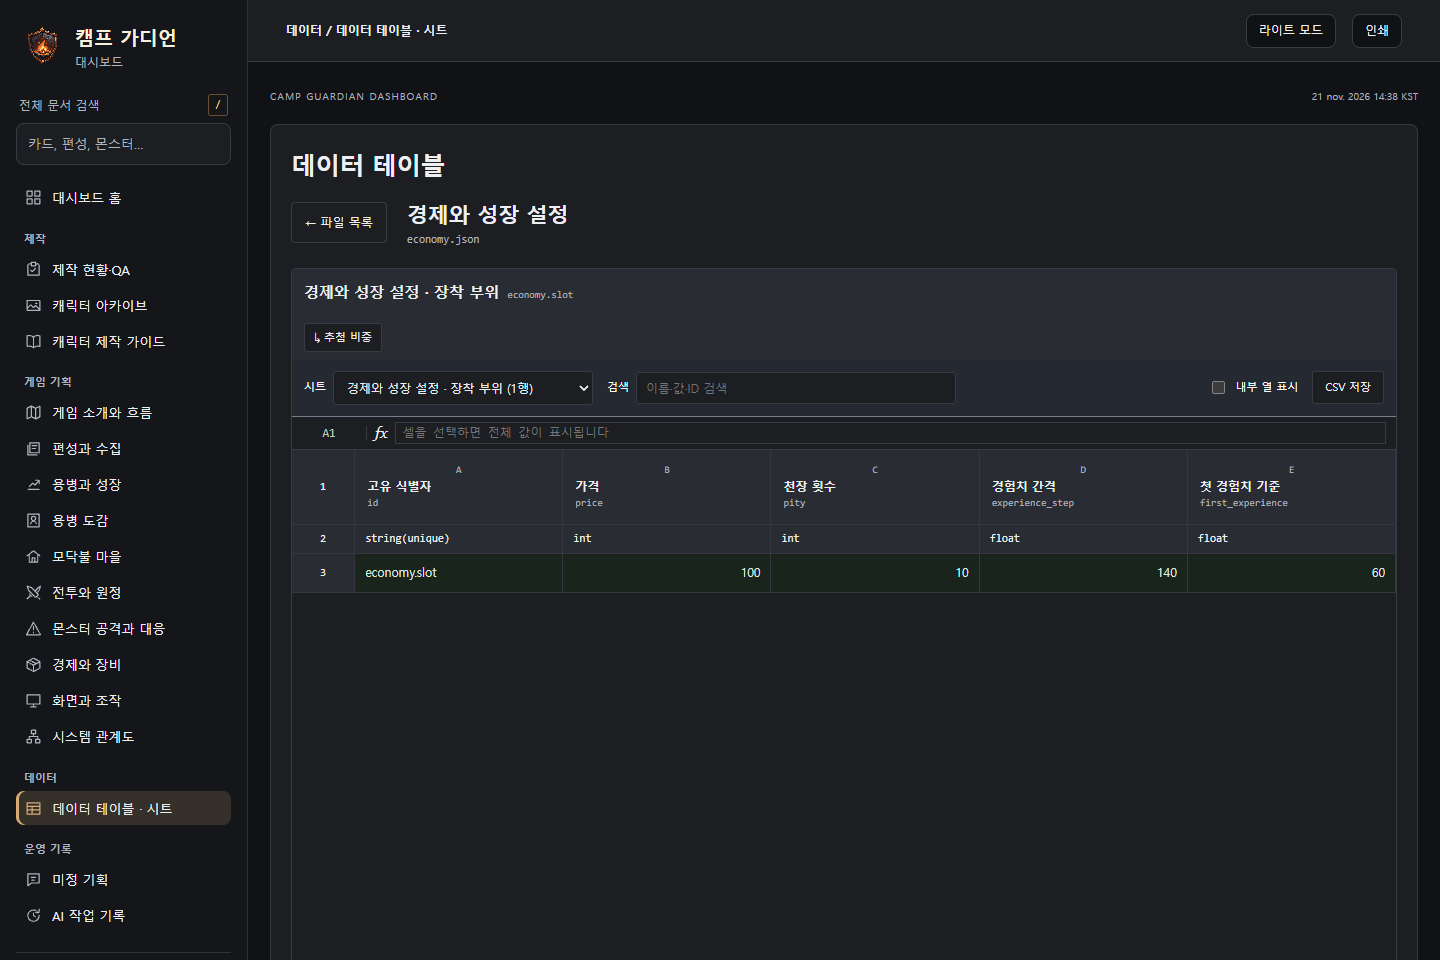 캠프 가디언
대시보드
전체 문서 검색
/
카드, 편성, 몬스터...
대시보드 홈
제작
제작 현황·QA
캐릭터 아카이브
캐릭터 제작 가이드
게임 기획
게임 소개와 흐름
편성과 수집
용병과 성장
용병 도감
모닥불 마을
전투와 원정
몬스터 공격과 대응
경제와 장비
화면과 조작
시스템 관계도
데이터
데이터 테이블 · 시트
운영 기록
미정 기획
AI 작업 기록
데이터 / 데이터 테이블 · 시트
라이트 모드
인쇄
CAMP GUARDIAN DASHBOARD
21 nov. 2026 14:38 KST
데이터 테이블
← 파일 목록
경제와 성장 설정
economy.json
경제와 성장 설정 · 장착 부위 economy.slot
↳ 추첨 비중
시트
경제와 성장 설정 · 장착 부위 (1행)
검색
이름·값·ID 검색
내부 열 표시
CSV 저장
A1
fx
셀을 선택하면 전체 값이 표시됩니다
A B C D E
1 고유 식별자 가격 천장 횟수 경험치 간격 첫 경험치 기준
id price pity experience_step first_experience
2 string(unique) int int float float
3 economy.slot 100 10 140 60